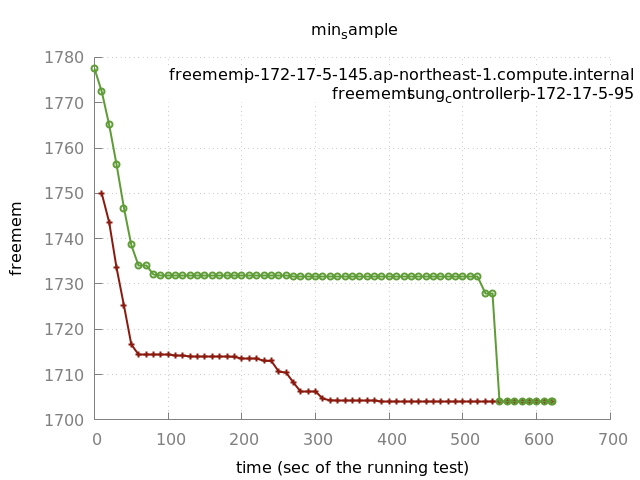 min_sample
1780
freememip-172-17-5-145.ap-northeast-1.compute.internal
freememtsung_controllerip-172-17-5-95
1770
1760
1750
1740
1730
1720
1710
1700
freemem
0 100 200 300 400 500 600 700
time (sec of the running test)